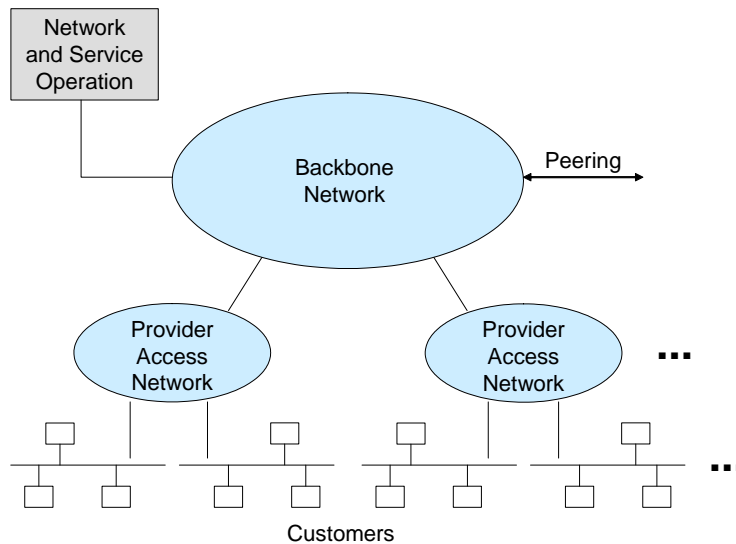 Network
and Service
Operation
Backbone
Network
Peering
Provider
Access
Network
Provider
Access
Network
...
..
Customers